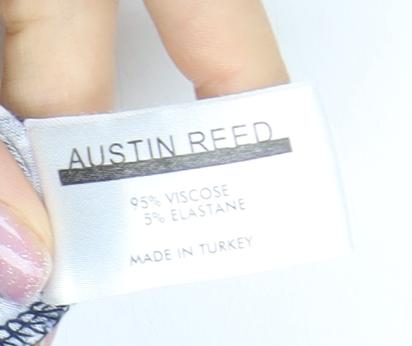 AUSTIN REED
95% VISCOSE
5% ELASTANE
MADE IN TURKEY